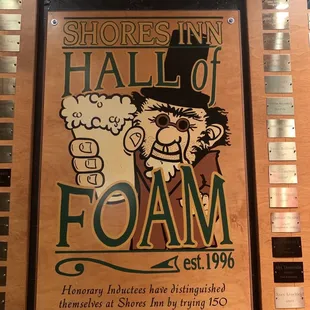 SHORES INN
HALL of
FOAM
est. 1996
Honorary Inductees have distinguished
themselves at Shores Inn by trying 150